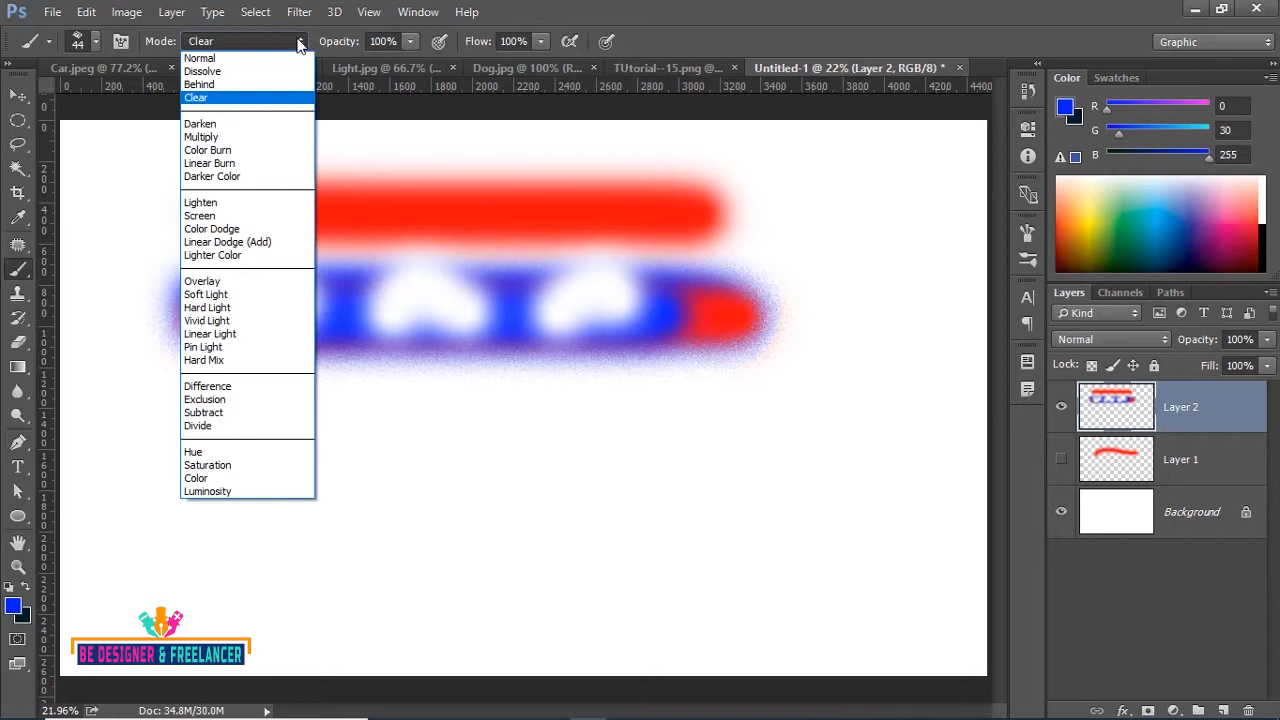 Ps File Edit Image Layer Type Select Filter 3D View Window Help
44 Mode: Clear Opacity: 100% Flow: 100% Graphic
Car.jpeg @ 77.2% (... × Light.jpg @ 66.7% (... × Dog.jpg @ 100% (R... × TUtorial--15.png @... × Untitled-1 @ 22% (Layer 2, RGB/8) * ×
0 200 400 1200 1400 1600 1800 2000 2200 2400 2600 2800 3000 3200 3400 3600 3800 4000 4200 4400
Normal
Dissolve
Behind
Clear
Darken
Multiply
Color Burn
Linear Burn
Darker Color
Lighten
Screen
Color Dodge
Linear Dodge (Add)
Lighter Color
Overlay
Soft Light
Hard Light
Vivid Light
Linear Light
Pin Light
Hard Mix
Difference
Exclusion
Subtract
Divide
Hue
Saturation
Color
Luminosity
Color Swatches
R 0
G 30
B 255
Layers Channels Paths
Kind
Normal Opacity: 100%
Lock: Fill: 100%
Layer 2
Layer 1
Background
BE DESIGNER & FREELANCER
21.96% Doc: 34.8M/30.0M